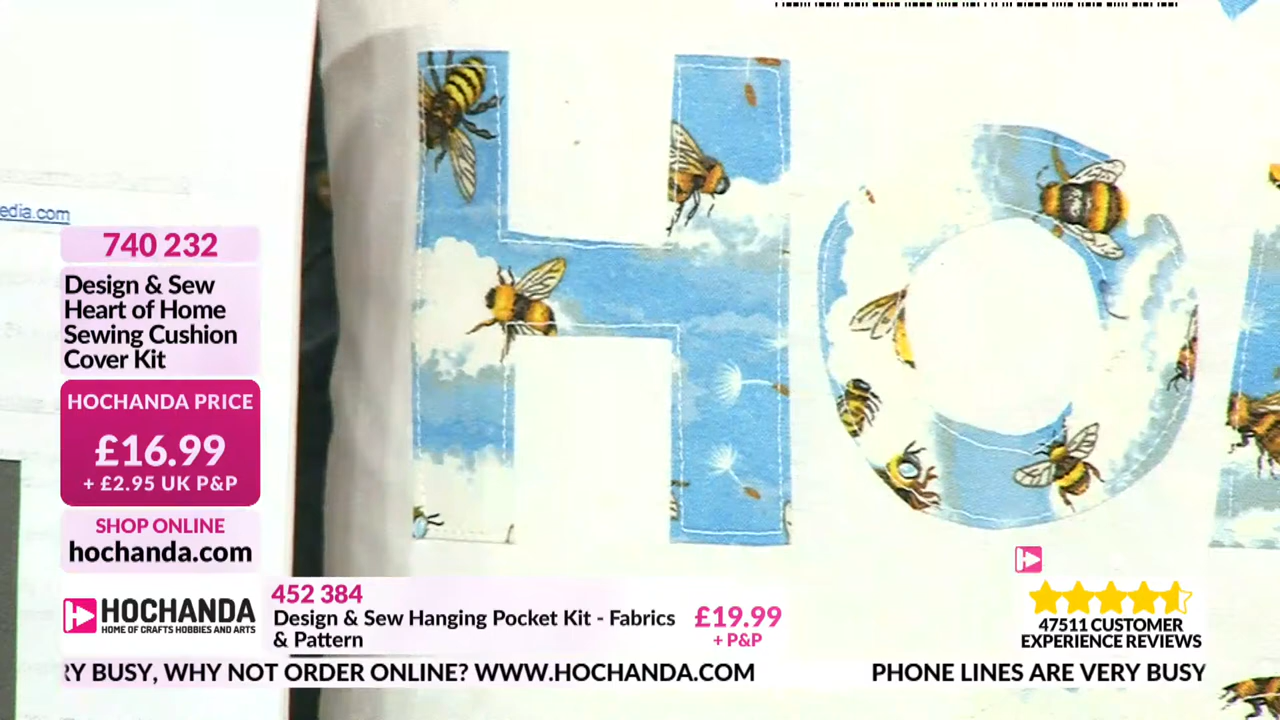 edia.com
740 232
Design & Sew
Heart of Home
Sewing Cushion
Cover Kit
HOCHANDA PRICE
£16.99
+ £2.95 UK P&P
SHOP ONLINE
hochanda.com
Ho
HOCHANDA
HOME OF CRAFTS HOBBIES AND ARTS
452 384
Design & Sew Hanging Pocket Kit - Fabrics
& Pattern
£19.99
+ P&P
47511 CUSTOMER
EXPERIENCE REVIEWS
RY BUSY, WHY NOT ORDER ONLINE? WWW.HOCHANDA.COM
PHONE LINES ARE VERY BUSY